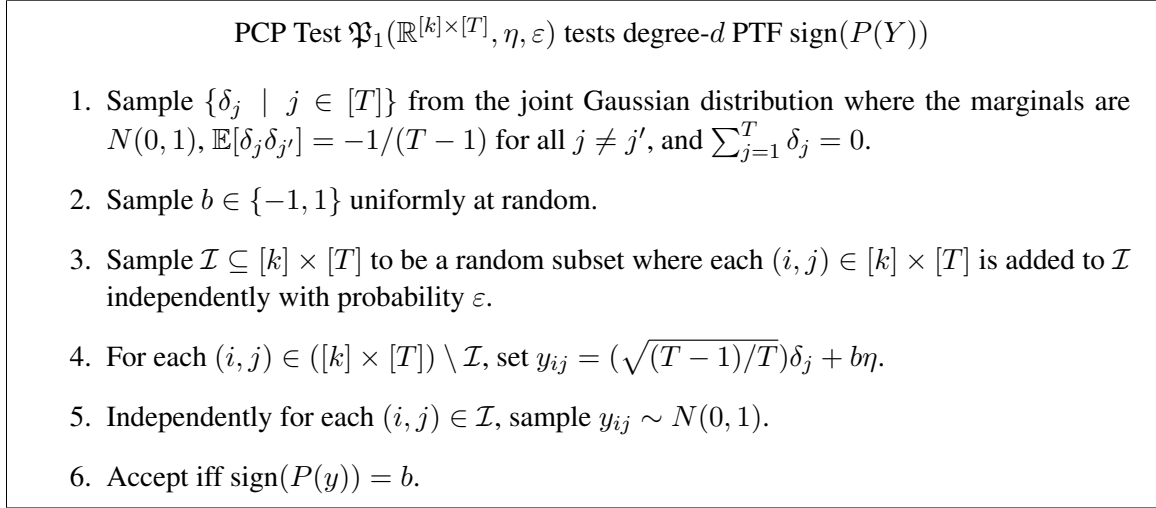 PCP Test 𝔓₁(ℝ^{[k]×[T]}, η, ε) tests degree-d PTF sign(P(Y))
1. Sample {δ_j | j ∈ [T]} from the joint Gaussian distribution where the marginals are
N(0, 1), 𝔼[δ_jδ_{j′}] = −1/(T − 1) for all j ≠ j′, and ∑_{j=1}^{T} δ_j = 0.
2. Sample b ∈ {−1, 1} uniformly at random.
3. Sample ℐ ⊆ [k] × [T] to be a random subset where each (i, j) ∈ [k] × [T] is added to ℐ
independently with probability ε.
4. For each (i, j) ∈ ([k] × [T]) \ ℐ, set y_{ij} = (√((T − 1)/T))δ_j + bη.
5. Independently for each (i, j) ∈ ℐ, sample y_{ij} ∼ N(0, 1).
6. Accept iff sign(P(y)) = b.